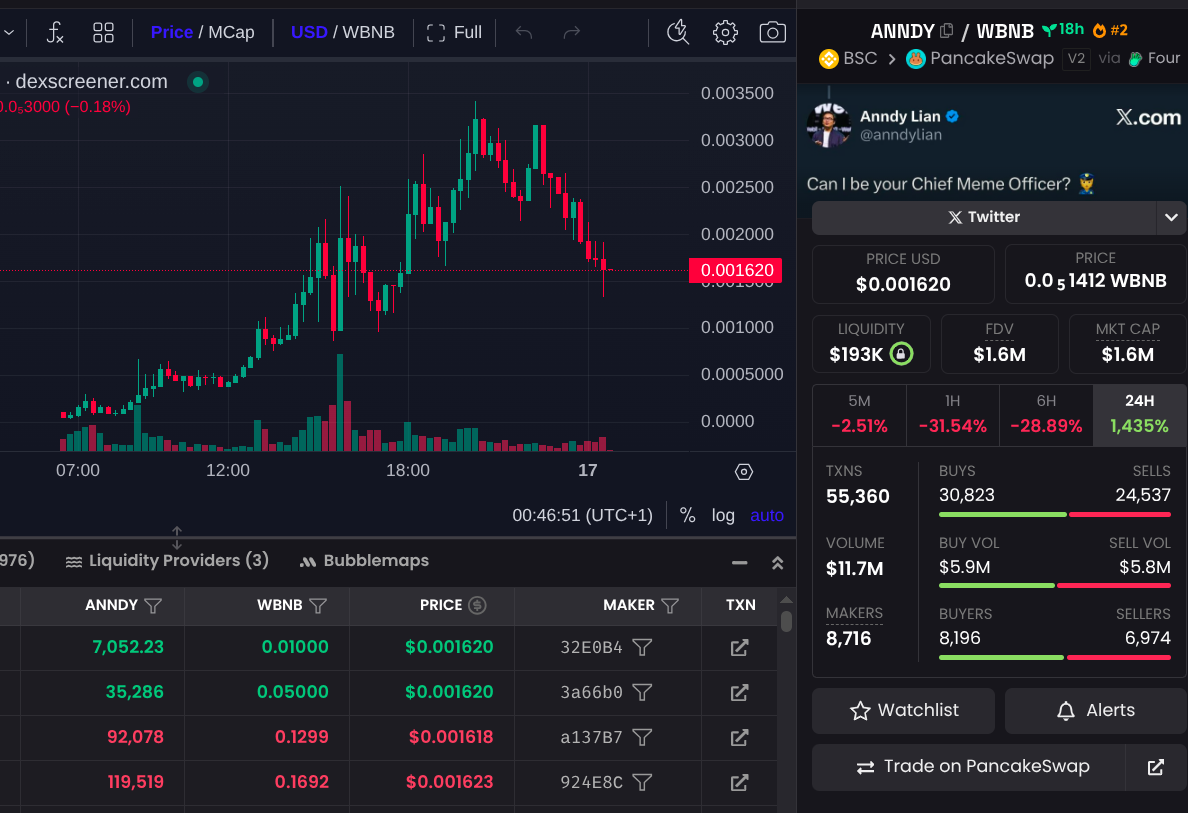 Price / MCap USD / WBNB Full
· dexscreener.com
0.0₅3000 (−0.18%)
0.003500
0.003000
0.002500
0.002000
0.001620
0.001500
0.001000
0.0005000
0.0000
07:00 12:00 18:00 17
00:46:51 (UTC+1) % log auto
976) Liquidity Providers (3) Bubblemaps
ANNDY WBNB PRICE MAKER TXN
7,052.23 0.01000 $0.001620 32E0B4
35,286 0.05000 $0.001620 3a66b0
92,078 0.1299 $0.001618 a137B7
119,519 0.1692 $0.001623 924E8C
ANNDY / WBNB 18h #2
BSC > PancakeSwap V2 via Four
Anndy Lian X.com
@anndylian
Can I be your Chief Meme Officer?
X Twitter
PRICE USD PRICE
$0.001620 0.0₅1412 WBNB
LIQUIDITY FDV MKT CAP
$193K $1.6M $1.6M
5M 1H 6H 24H
-2.51% -31.54% -28.89% 1,435%
TXNS BUYS SELLS
55,360 30,823 24,537
VOLUME BUY VOL SELL VOL
$11.7M $5.9M $5.8M
MAKERS BUYERS SELLERS
8,716 8,196 6,974
Watchlist Alerts
Trade on PancakeSwap